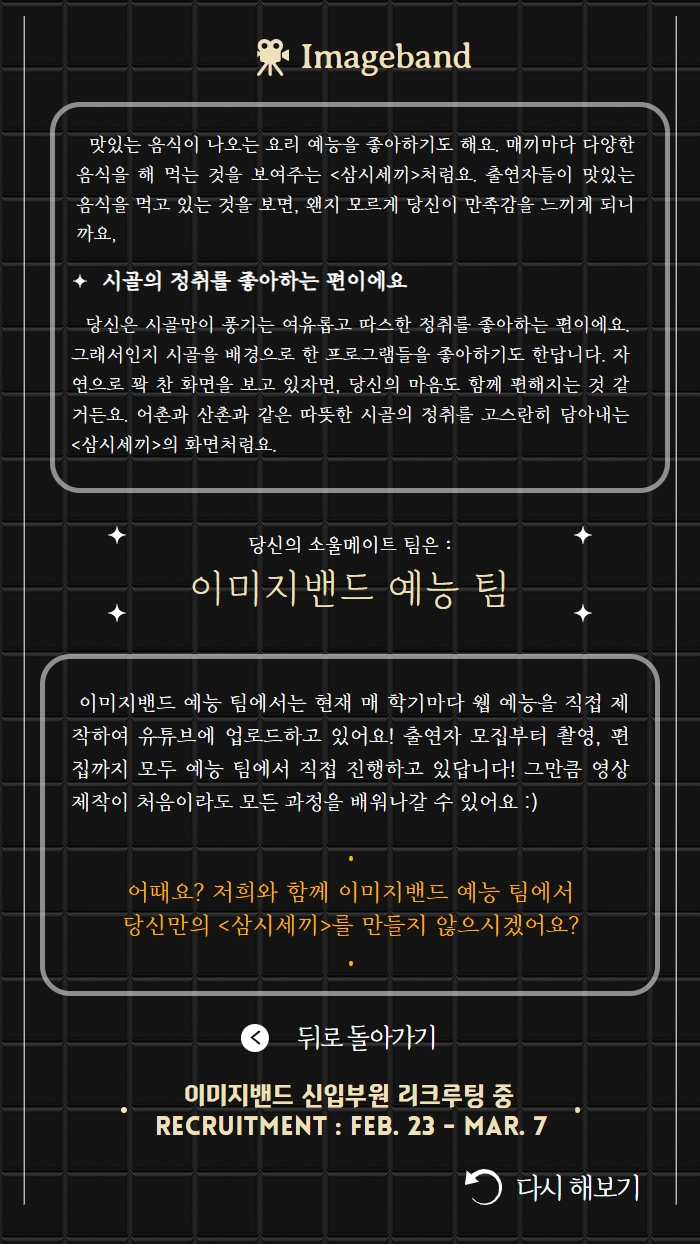 Imageband
맛있는 음식이 나오는 요리 예능을 좋아하기도 해요. 매끼마다 다양한
음식을 해 먹는 것을 보여주는 <삼시세끼>처럼요. 출연자들이 맛있는
음식을 먹고 있는 것을 보면, 왠지 모르게 당신이 만족감을 느끼게 되니
까요,
시골의 정취를 좋아하는 편이에요
당신은 시골만이 풍기는 여유롭고 따스한 정취를 좋아하는 편이에요.
그래서인지 시골을 배경으로 한 프로그램들을 좋아하기도 한답니다. 자
연으로 꽉 찬 화면을 보고 있자면, 당신의 마음도 함께 편해지는 것 같
거든요. 어촌과 산촌과 같은 따뜻한 시골의 정취를 고스란히 담아내는
<삼시세끼>의 화면처럼요.
당신의 소울메이트 팀은 :
이미지밴드 예능 팀
이미지밴드 예능 팀에서는 현재 매 학기마다 웹 예능을 직접 제
작하여 유튜브에 업로드하고 있어요! 출연자 모집부터 촬영, 편
집까지 모두 예능 팀에서 직접 진행하고 있답니다! 그만큼 영상
제작이 처음이라도 모든 과정을 배워나갈 수 있어요 :)
어때요? 저희와 함께 이미지밴드 예능 팀에서
당신만의 <삼시세끼>를 만들지 않으시겠어요?
뒤로 돌아가기
이미지밴드 신입부원 리크루팅 중
RECRUITMENT : FEB. 23 - MAR. 7
다시 해보기